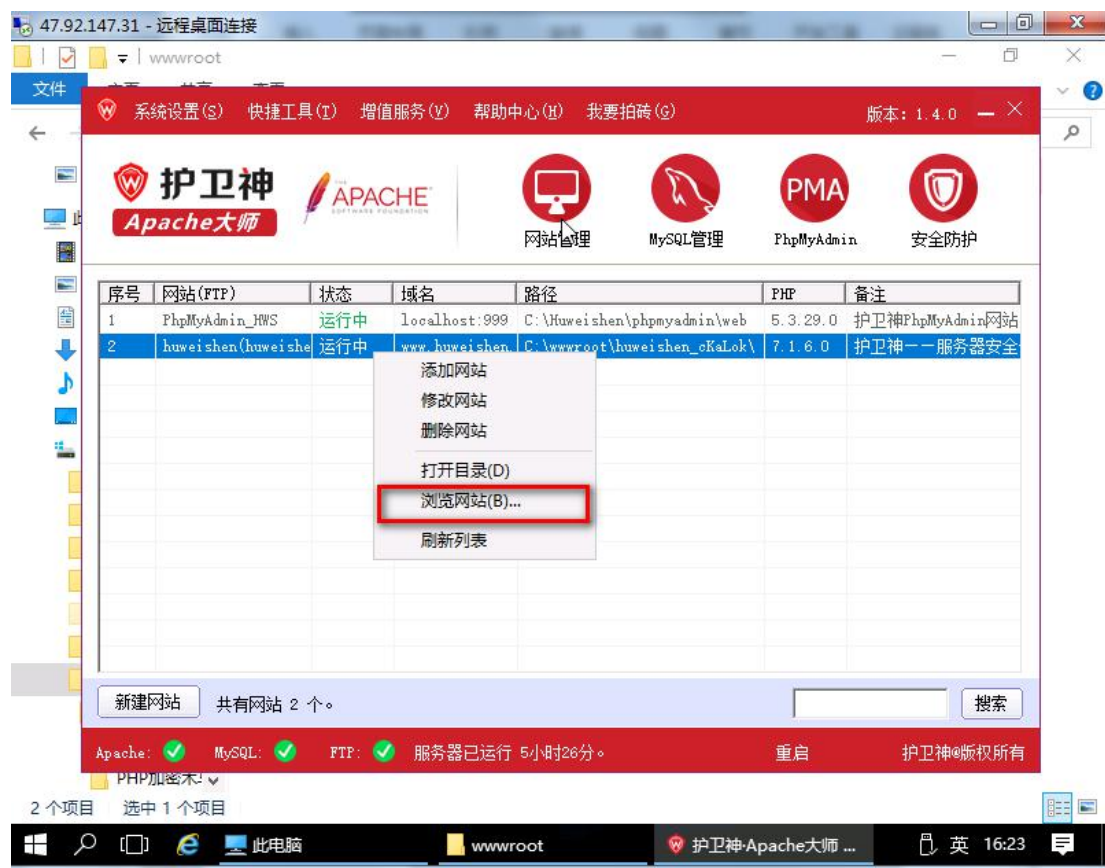 47.92.147.31 - 远程桌面连接
wwwroot
文件
系统设置(S) 快捷工具(T) 增值服务(V) 帮助中心(H) 我要拍砖(G) 版本: 1.4.0
护卫神
Apache大师
THE
APACHE
SOFTWARE FOUNDATION
PMA
网站管理 MySQL管理 PhpMyAdmin 安全防护
序号 网站(FTP) 状态 域名 路径 PHP 备注
1 PhpMyAdmin_HWS 运行中 localhost:999 C:\Huweishen\phpmyadmin\web 5.3.29.0 护卫神PhpMyAdmin网站
2 huweishen(huweishe 运行中 www.huweishen. C:\wwwroot\huweishen_cKaLok\ 7.1.6.0 护卫神——服务器安全
添加网站
修改网站
删除网站
打开目录(D)
浏览网站(B)...
刷新列表
新建网站 共有网站 2 个。 搜索
Apache: MySQL: FTP: 服务器已运行 5小时26分。 重启 护卫神@版权所有
2 个项目 选中 1 个项目
此电脑 wwwroot 护卫神·Apache大师 ... 英 16:23